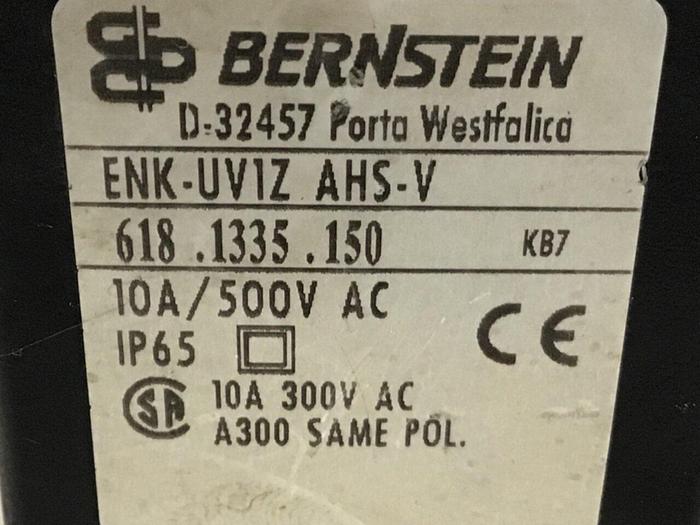 BERNSTEIN
D-32457 Porta Westfalica
ENK-UV1Z AHS-V
618.1335.150 KB7
10A/500V AC
IP65 CE
SA 10A 300V AC
A300 SAME POL.